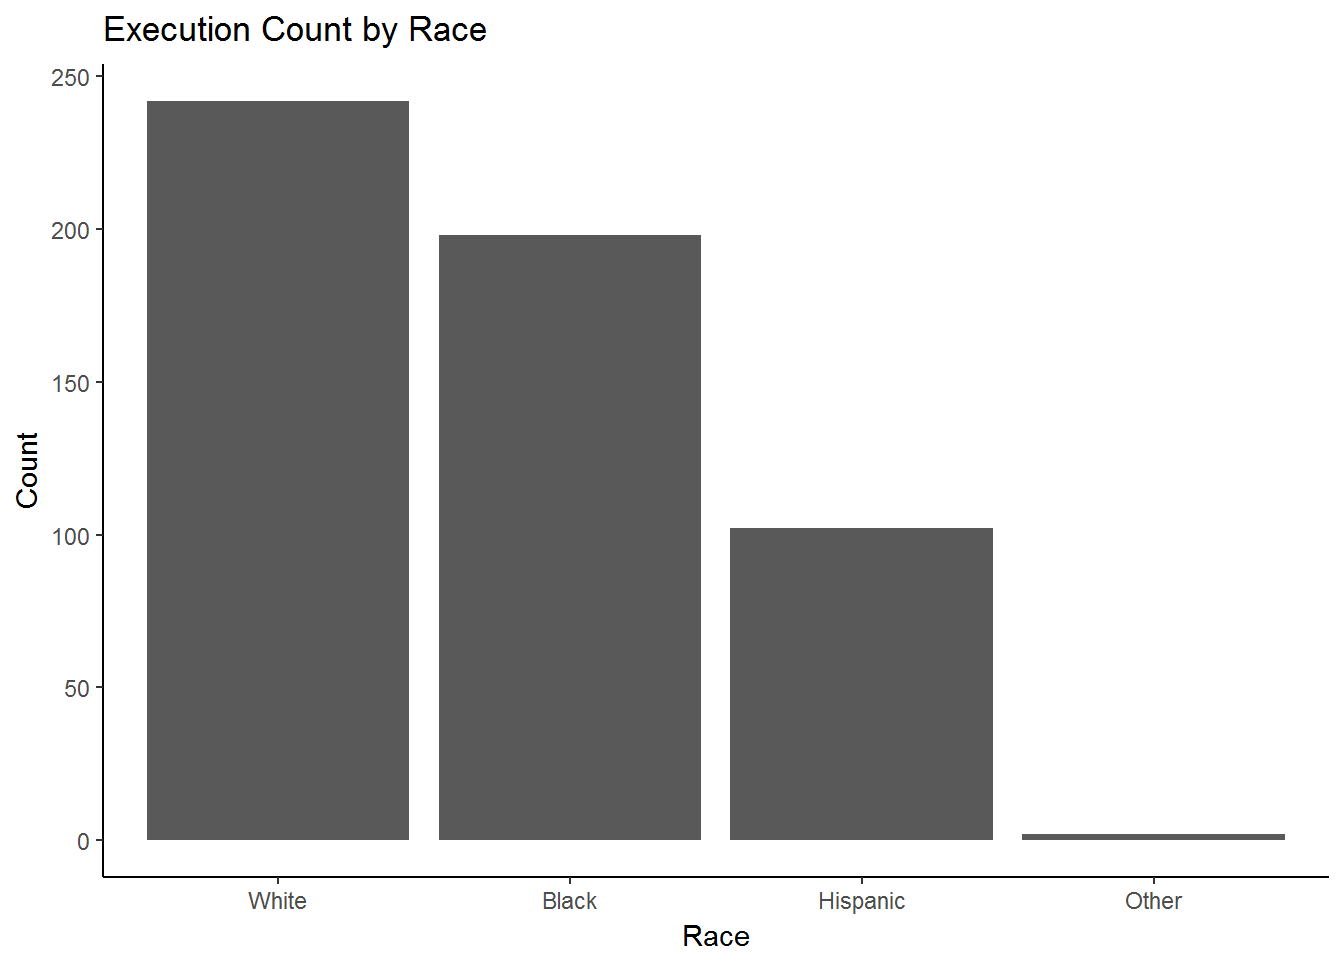 Execution Count by Race
250
200
150
100
50
0
Count
White
Black
Hispanic
Other
Race